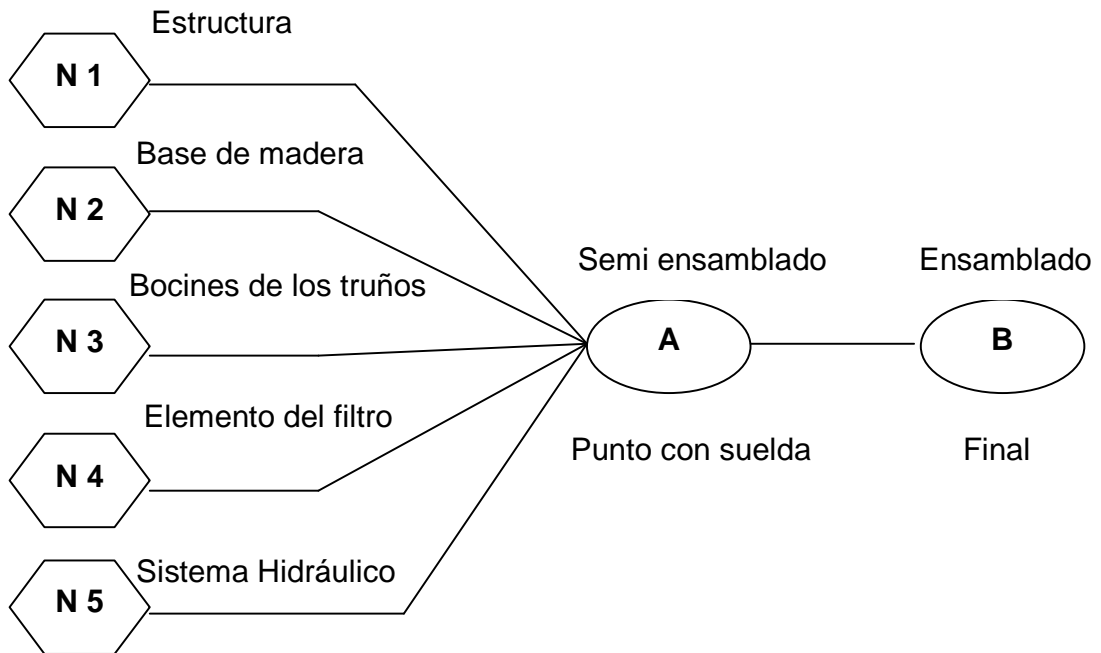 Estructura
N 1
Base de madera
N 2
Bocines de los truños
N 3
Elemento del filtro
N 4
Sistema Hidráulico
N 5
Semi ensamblado
A
Punto con suelda
Ensamblado
B
Final